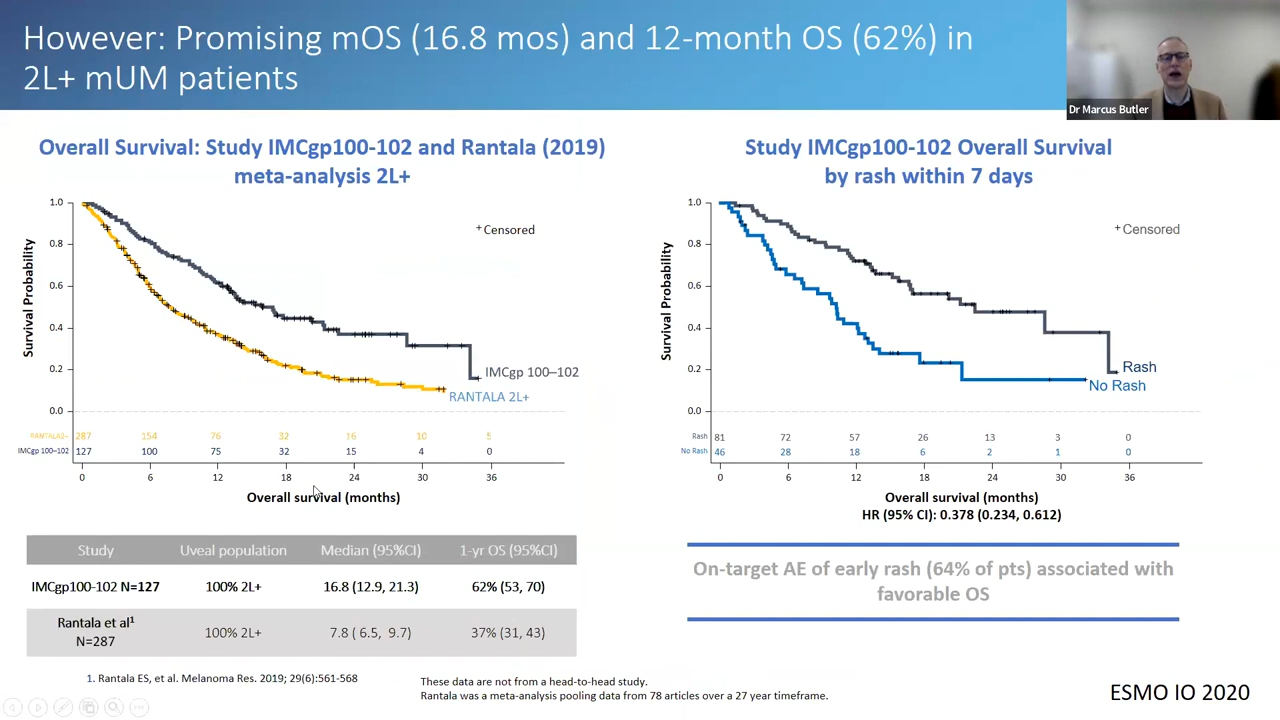 However: Promising mOS (16.8 mos) and 12-month OS (62%) in
2L+ mUM patients
Dr Marcus Butler
Overall Survival: Study IMCgp100-102 and Rantala (2019)
meta-analysis 2L+
Survival Probability
1.0
0.8
0.6
0.4
0.2
0.0
+Censored
IMCgp 100–102
RANTALA 2L+
287 154 76 32 16 10 5
IMCgp 100–102 127 100 75 32 15 4 0
0 6 12 18 24 30 36
Overall survival (months)
Study Uveal population Median (95%CI) 1-yr OS (95%CI)
IMCgp100-102 N=127 100% 2L+ 16.8 (12.9, 21.3) 62% (53, 70)
Rantala et al1
N=287
100% 2L+ 7.8 ( 6.5, 9.7) 37% (31, 43)
1. Rantala ES, et al. Melanoma Res. 2019; 29(6):561-568
Study IMCgp100-102 Overall Survival
by rash within 7 days
Survival Probability
1.0
0.8
0.6
0.4
0.2
0.0
+Censored
Rash
No Rash
Rash 81 72 57 26 13 3 0
No Rash 46 28 18 6 2 1 0
0 6 12 18 24 30 36
Overall survival (months)
HR (95% CI): 0.378 (0.234, 0.612)
On-target AE of early rash (64% of pts) associated with
favorable OS
These data are not from a head-to-head study.
Rantala was a meta-analysis pooling data from 78 articles over a 27 year timeframe.
ESMO IO 2020